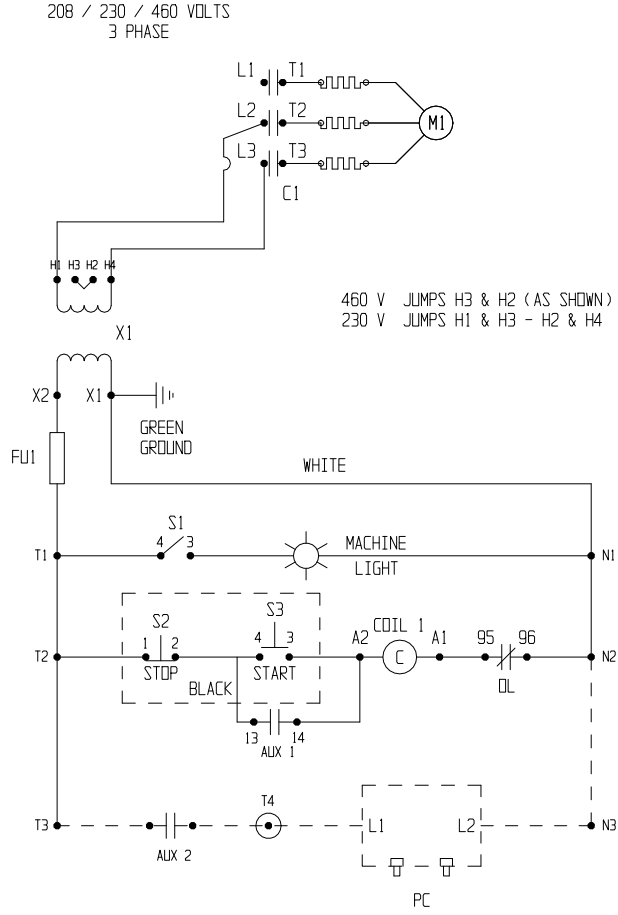 208 / 230 / 460 VOLTS
3 PHASE
L1 T1
L2 T2
M1
L3 T3
C1
H1 H3 H2 H4
460 V JUMPS H3 & H2 (AS SHOWN)
230 V JUMPS H1 & H3 - H2 & H4
X1
X2 X1
GREEN
GROUND
FU1
WHITE
S1
4 3
MACHINE
T1 N1
LIGHT
S3
S2 COIL 1
1 2 4 3 A2 A1 95 96
T2 C N2
STOP START
OL
BLACK
13 14
AUX 1
T4
T3 L1 L2 N3
AUX 2
PC